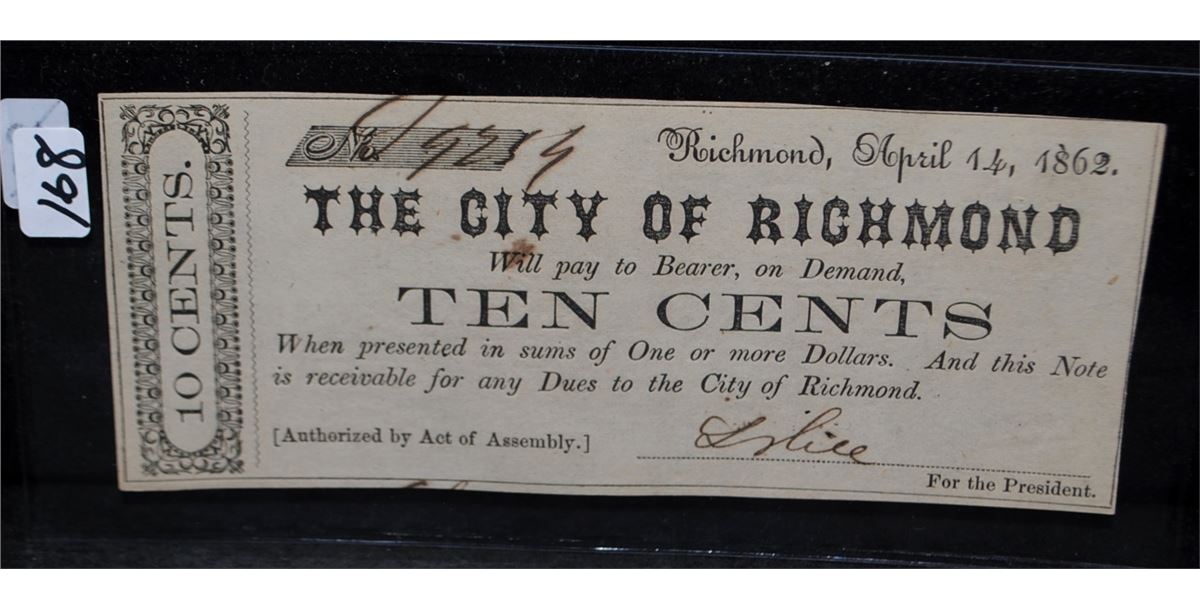 168
10 CENTS.
No. 9254
Richmond, April 14, 1862.
THE CITY OF RICHMOND
Will pay to Bearer, on Demand,
TEN CENTS
When presented in sums of One or more Dollars. And this Note
is receivable for any Dues to the City of Richmond.
[Authorized by Act of Assembly.]
For the President.